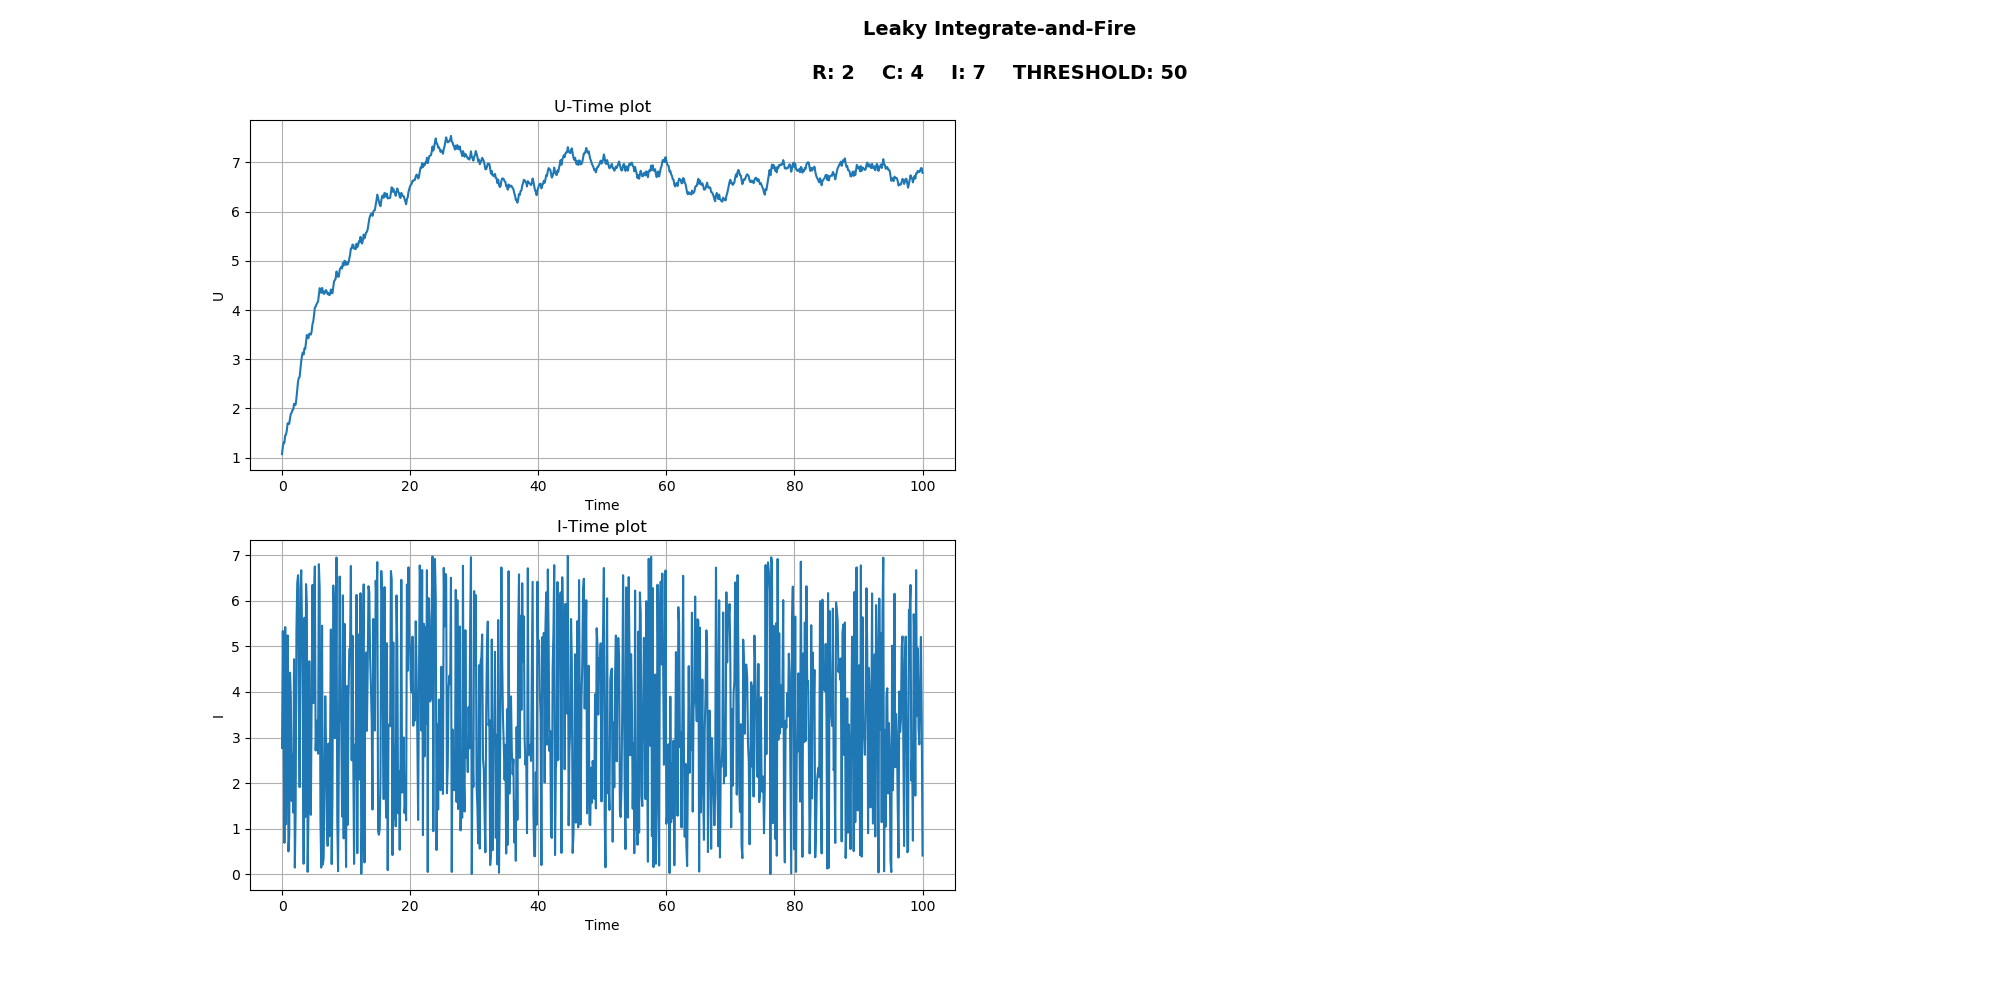 Leaky Integrate-and-Fire
R: 2    C: 4    I: 7    THRESHOLD: 50
U-Time plot
7
6
5
4
3
2
1
U
0 20 40 60 80 100
Time
I-Time plot
7
6
5
4
3
2
1
0
I
0 20 40 60 80 100
Time